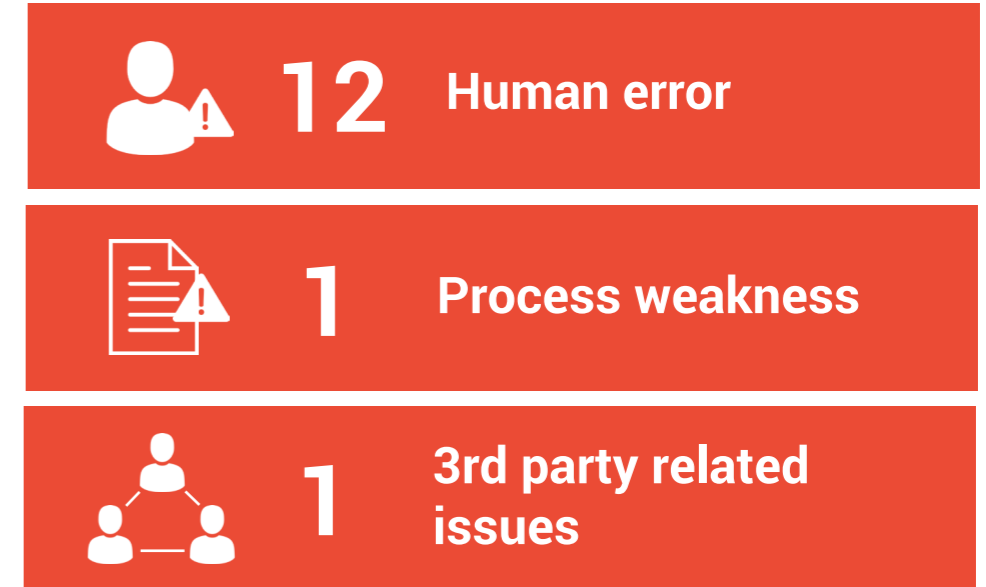 12 Human error
1 Process weakness
1 3rd party related
issues